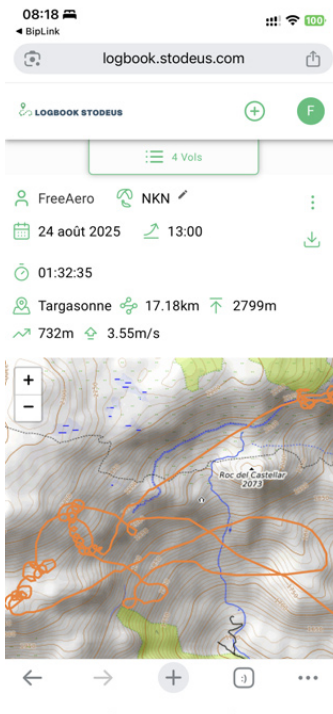 08:18
100
BipLink
logbook.stodeus.com
LOGBOOK STODEUS
F
4 Vols
FreeAero NKN
24 août 2025 13:00
01:32:35
Targasonne 17.18km 2799m
732m 3.55m/s
+
−
Roc del Castellar
2073
:)